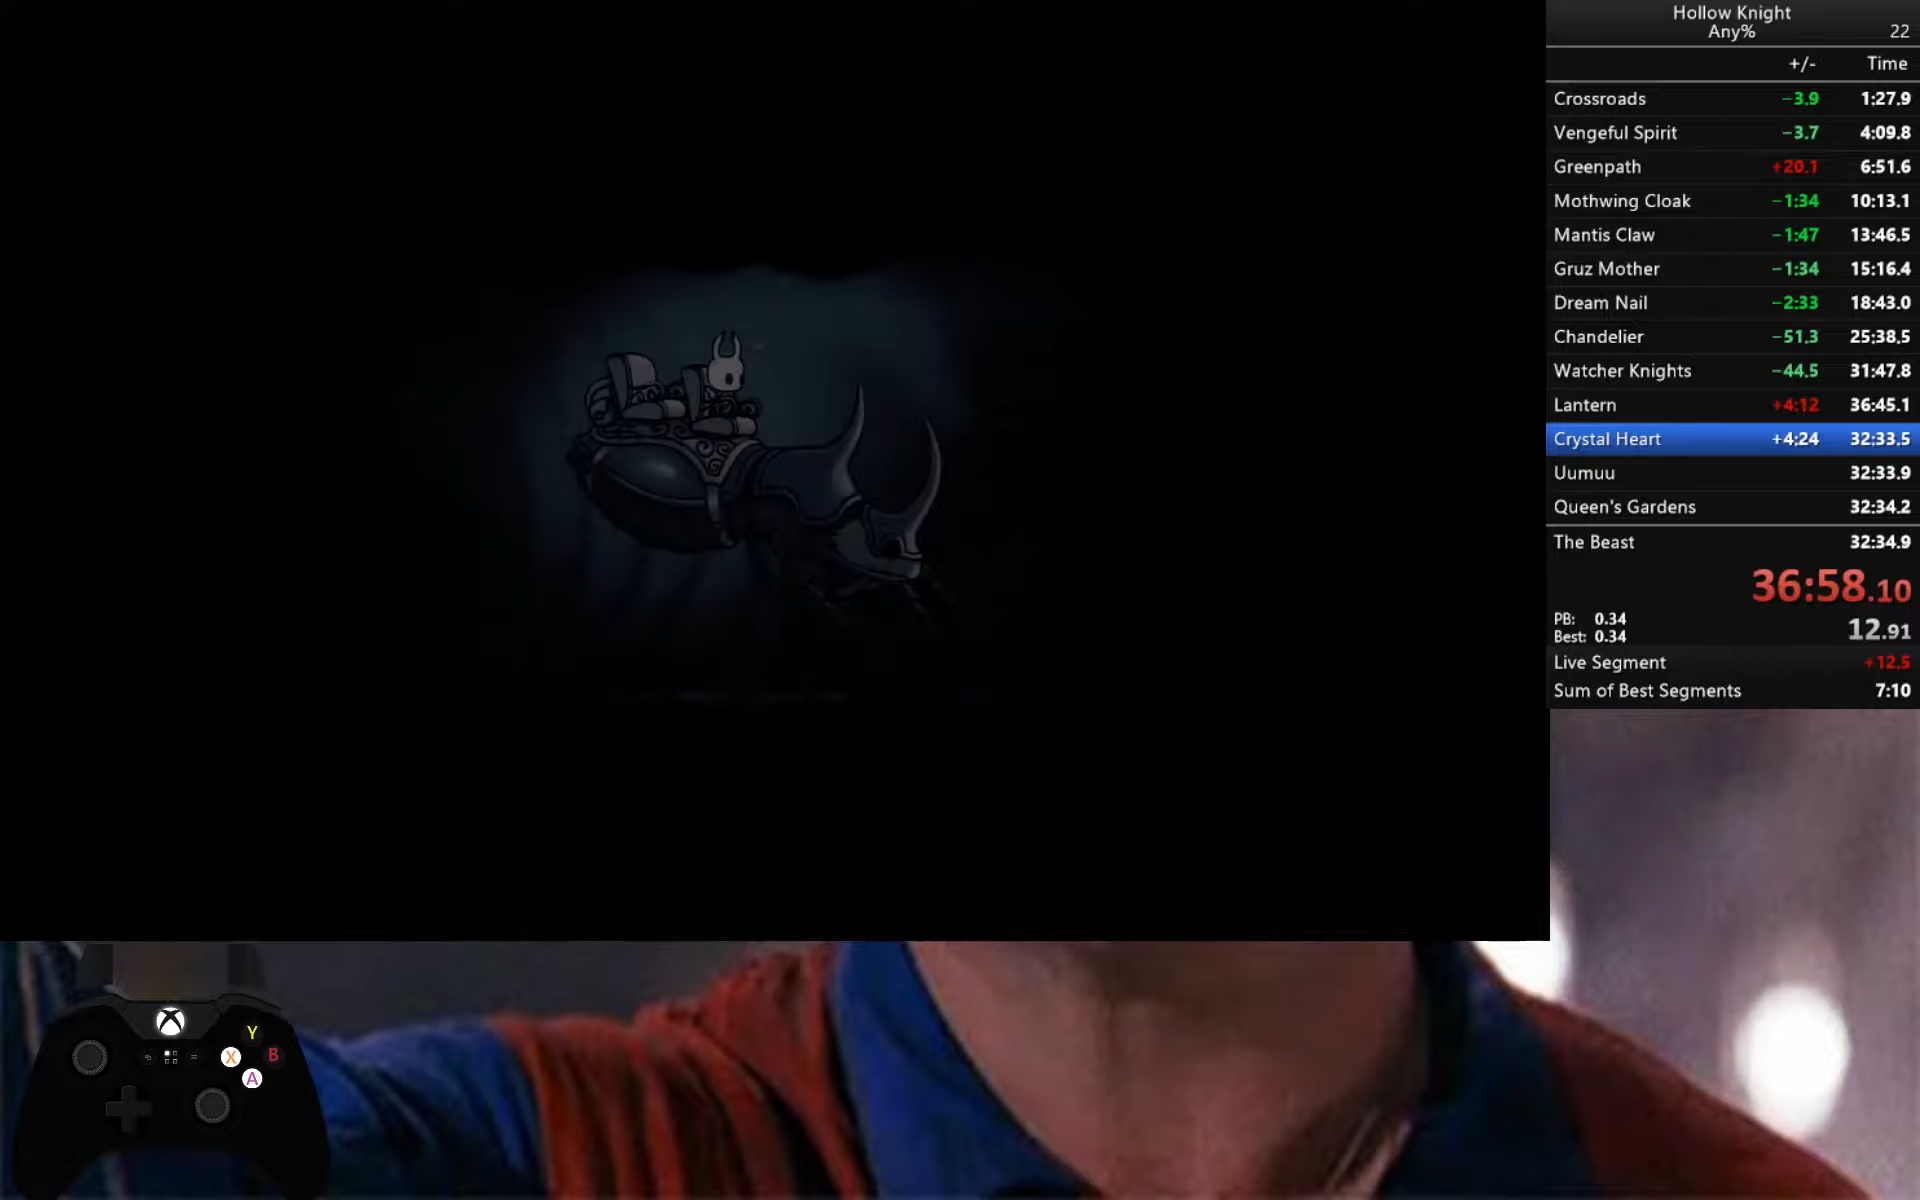 Hollow Knight
Any% 22
+/- Time
Crossroads −3.9 1:27.9
Vengeful Spirit −3.7 4:09.8
Greenpath +20.1 6:51.6
Mothwing Cloak −1:34 10:13.1
Mantis Claw −1:47 13:46.5
Gruz Mother −1:34 15:16.4
Dream Nail −2:33 18:43.0
Chandelier −51.3 25:38.5
Watcher Knights −44.5 31:47.8
Lantern +4:12 36:45.1
Crystal Heart +4:24 32:33.5
Uumuu 32:33.9
Queen's Gardens 32:34.2
The Beast 32:34.9
36:58.10
PB: 0.34
Best: 0.34
12.91
Live Segment +12.5
Sum of Best Segments 7:10
Y
X B
A